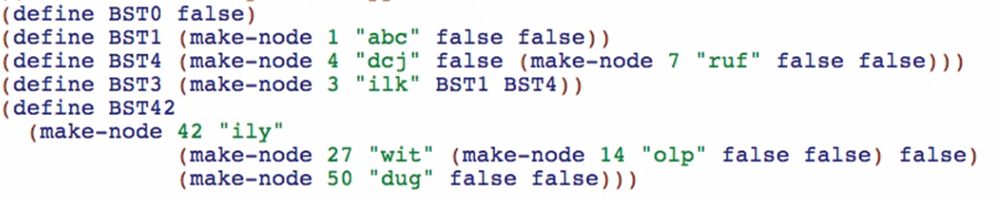 (define BST0 false)
(define BST1 (make-node 1 "abc" false false))
(define BST4 (make-node 4 "dcj" false (make-node 7 "ruf" false false)))
(define BST3 (make-node 3 "ilk" BST1 BST4))
(define BST42
  (make-node 42 "ily"
             (make-node 27 "wit" (make-node 14 "olp" false false) false)
             (make-node 50 "dug" false false)))